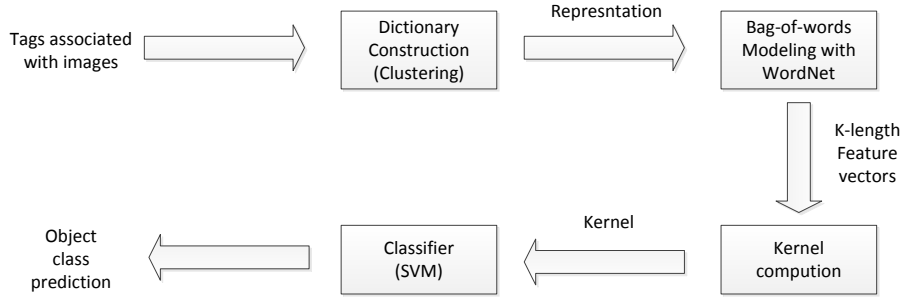 Tags associated
with images
Dictionary
Construction
(Clustering)
Represntation
Bag-of-words
Modeling with
WordNet
K-length
Feature
vectors
Kernel
compution
Kernel
Classifier
(SVM)
Object
class
prediction